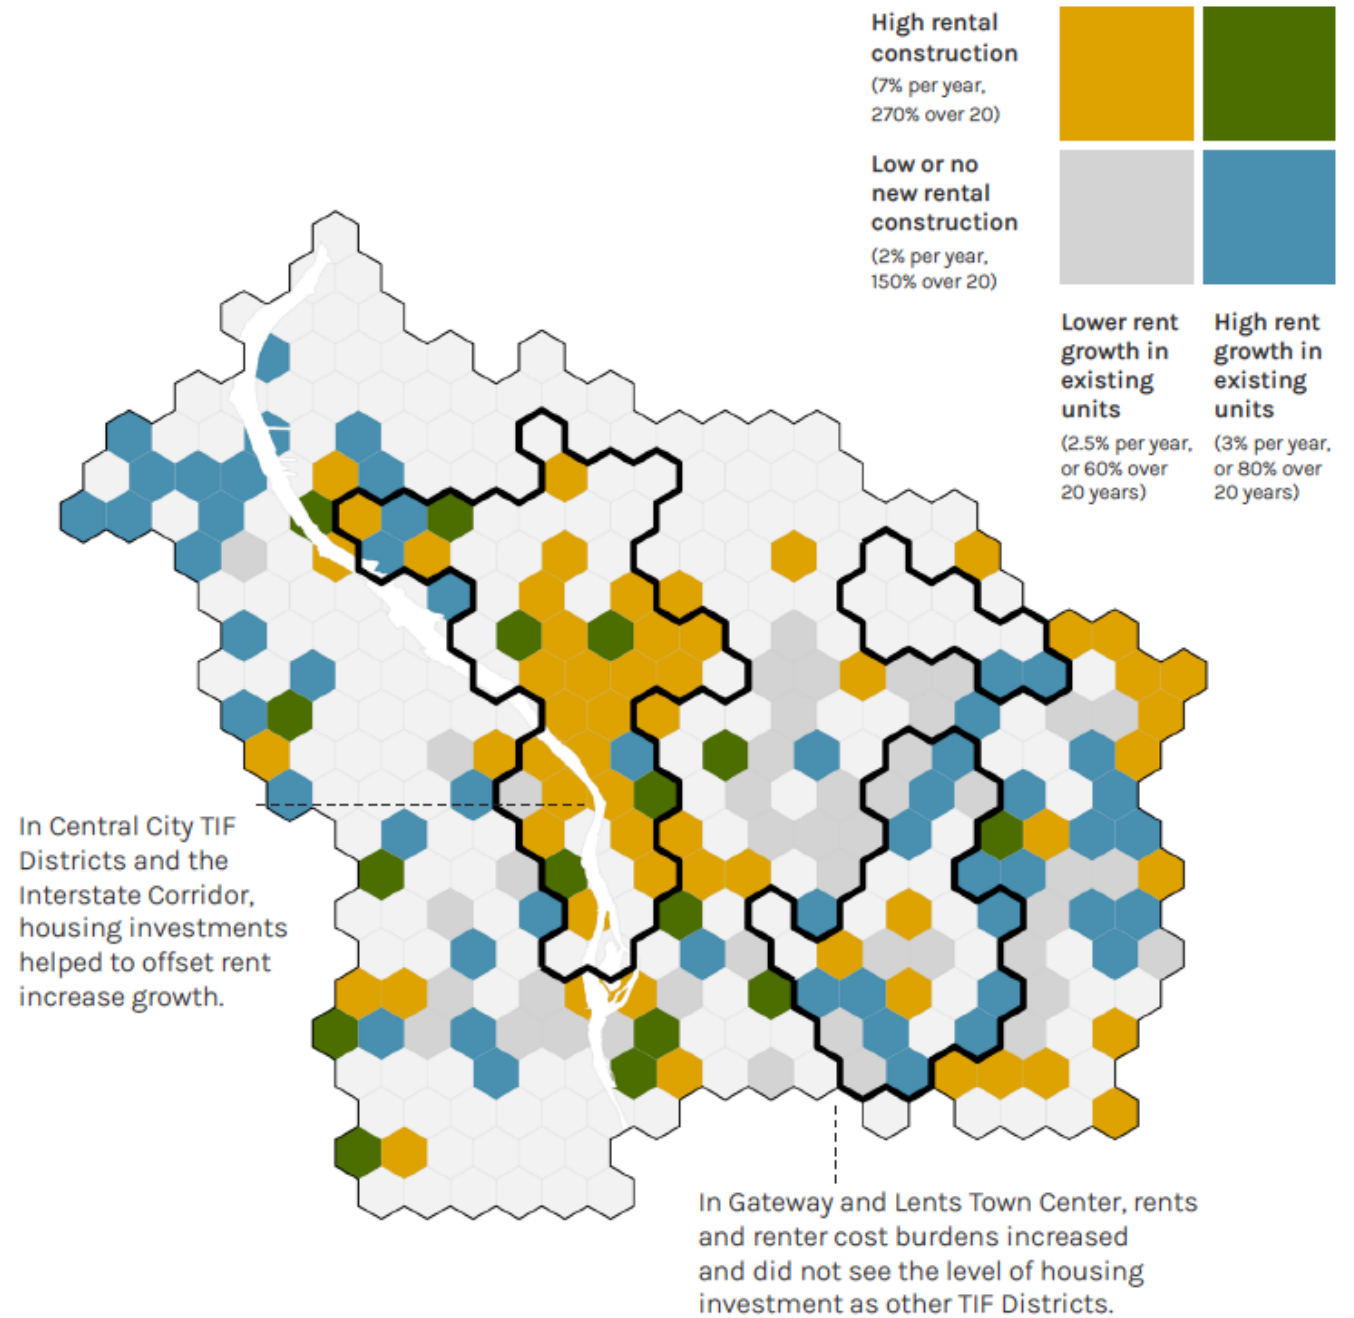 High rental
construction
(7% per year,
270% over 20)
Low or no
new rental
construction
(2% per year,
150% over 20)
Lower rent
growth in
existing
units
(2.5% per year,
or 60% over
20 years)
High rent
growth in
existing
units
(3% per year,
or 80% over
20 years)
In Central City TIF
Districts and the
Interstate Corridor,
housing investments
helped to offset rent
increase growth.
In Gateway and Lents Town Center, rents
and renter cost burdens increased
and did not see the level of housing
investment as other TIF Districts.